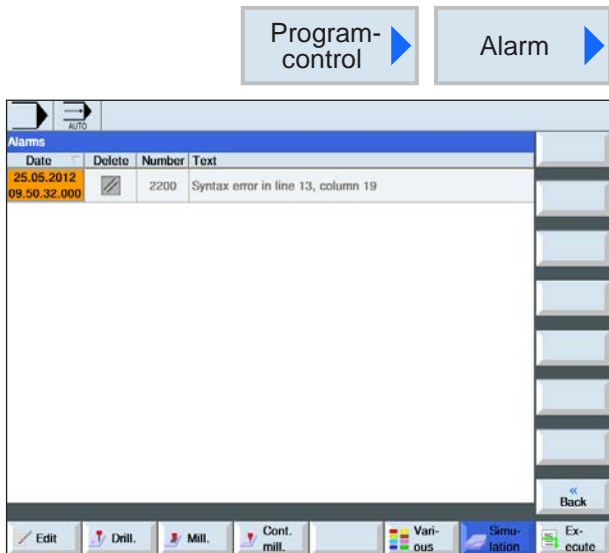 Program-
control
Alarm
AUTO
Alarms
Date Delete Number Text
25.05.2012
09.50.32.000
2200 Syntax error in line 13, column 19
«
Back
Edit
Drill.
Mill.
Cont.
mill.
Vari-
ous
Simu-
lation
Ex-
ecute